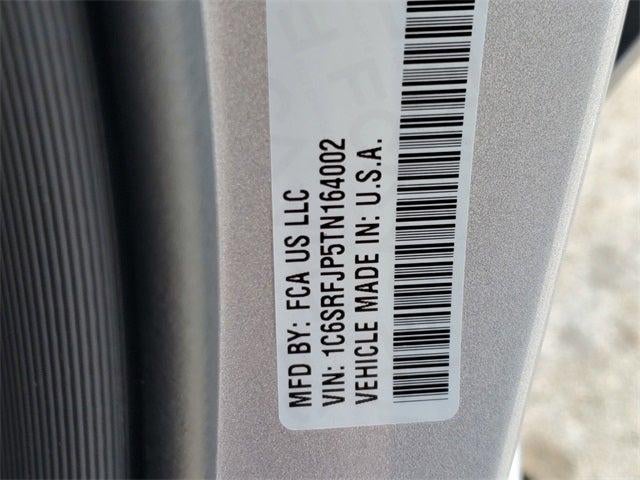 MFD BY: FCA US LLC
VIN: 1C6SRFJP5TN164002
VEHICLE MADE IN: U.S.A.